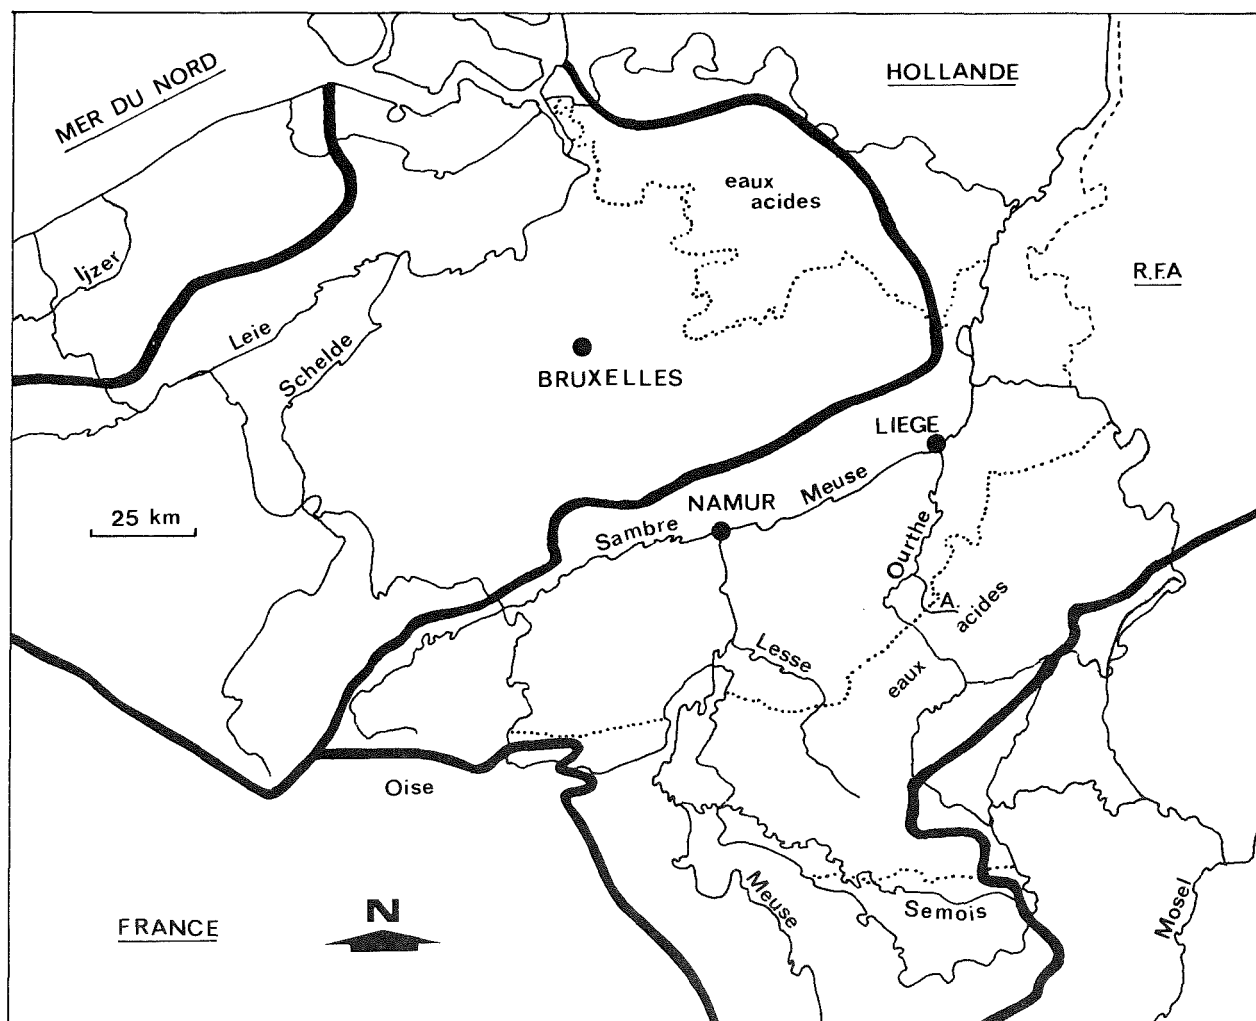 MER DU NORD
HOLLANDE
eaux
acides
Ijzer
R.F.A
Leie
Schelde
BRUXELLES
LIEGE
25 km
NAMUR
Meuse
Sambre
Ourthe
A
acides
Lesse
eaux
Oise
Meuse
Semois
Mosel
N
FRANCE